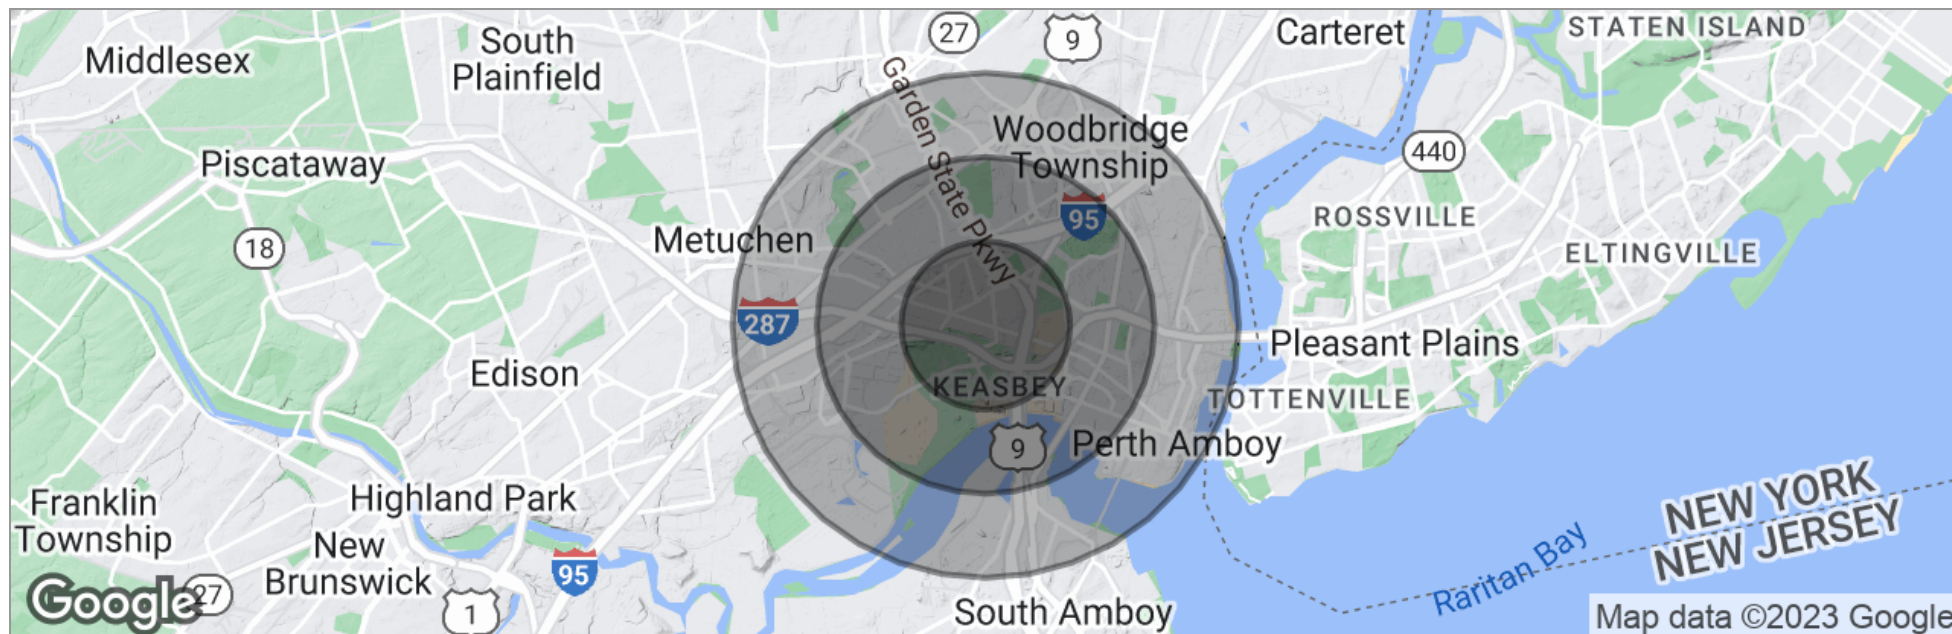 27
9
Carteret
STATEN ISLAND
Middlesex
South
Plainfield
Garden State Pkwy
Woodbridge
Township
440
Piscataway
95
ROSSVILLE
18
Metuchen
ELTINGVILLE
287
Pleasant Plains
Edison
KEASBEY
TOTTENVILLE
9
Perth Amboy
Franklin
Township
Highland Park
NEW YORK
NEW JERSEY
New
Brunswick
95
Raritan Bay
Google
27
1
South Amboy
Map data ©2023 Google